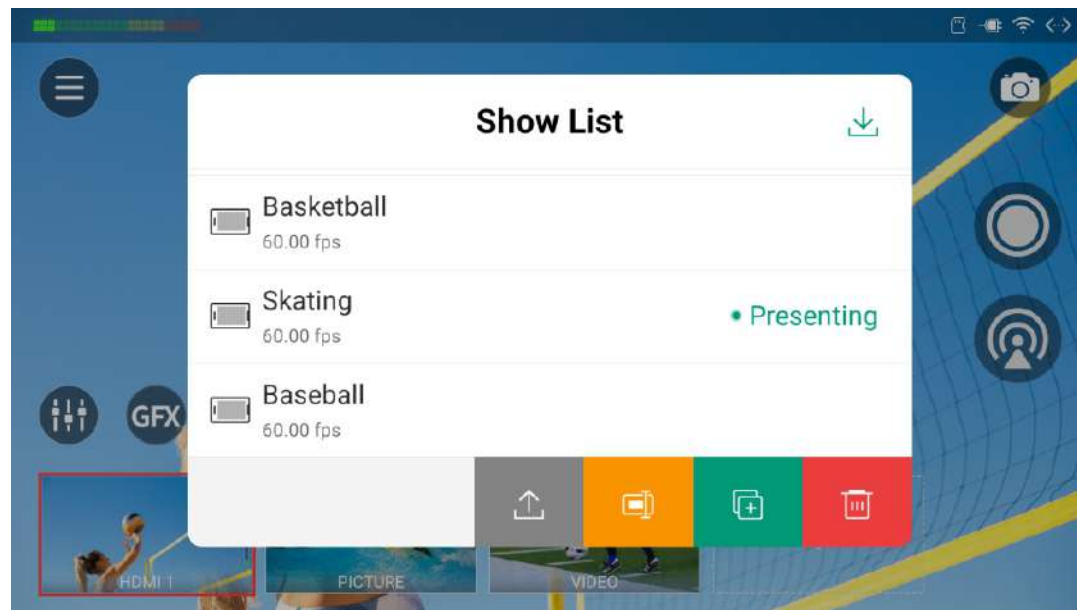 Show List
Basketball
60.00 fps
Skating
60.00 fps
• Presenting
Baseball
60.00 fps
GFX
HDMI 1
PICTURE
VIDEO